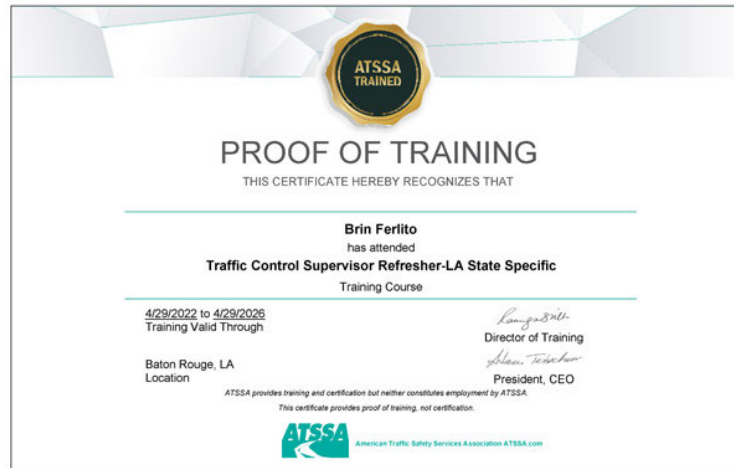 ATSSA
TRAINED
PROOF OF TRAINING
THIS CERTIFICATE HEREBY RECOGNIZES THAT
Brin Ferlito
has attended
Traffic Control Supervisor Refresher-LA State Specific
Training Course
4/29/2022 to 4/29/2026
Training Valid Through
Director of Training
Baton Rouge, LA
Location
President, CEO
ATSSA provides training and certification but neither constitutes employment by ATSSA.
This certificate provides proof of training, not certification.
ATSSA
American Traffic Safety Services Association ATSSA.com